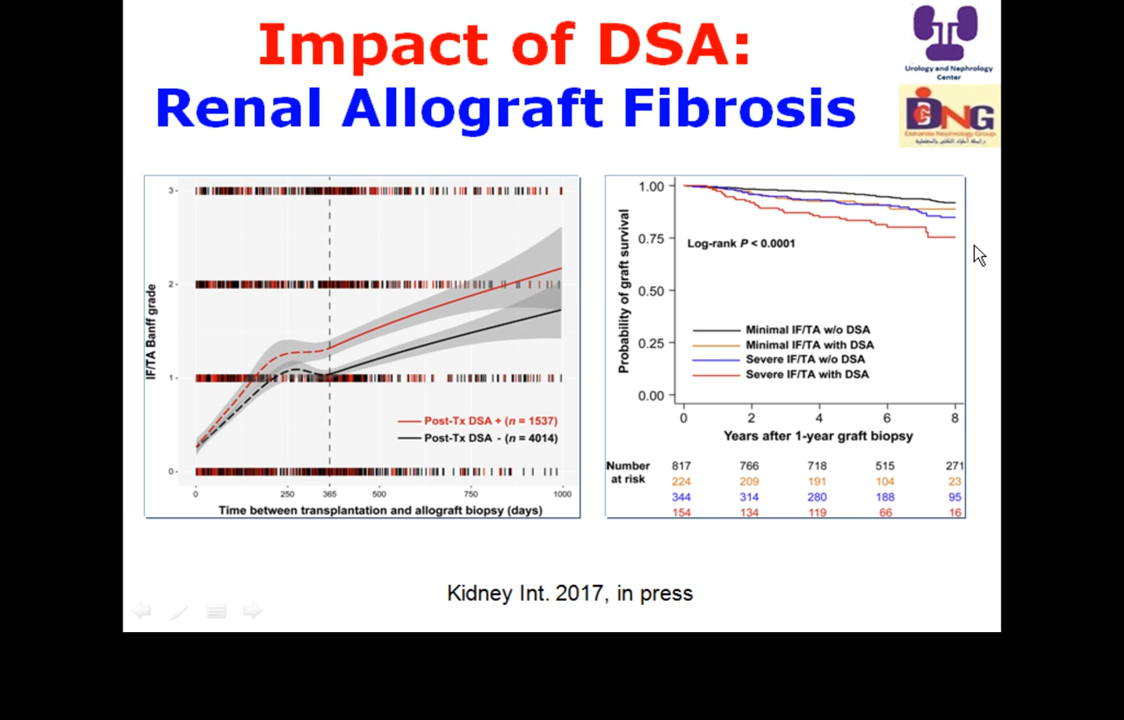 Impact of DSA:
Renal Allograft Fibrosis
Urology and Nephrology
Center
DNG
Dakahlia Nephrology Group
IF/TA Banff grade
3
2
1
0
Post-Tx DSA + (n = 1537)
Post-Tx DSA - (n = 4014)
0 250 365 500 750 1000
Time between transplantation and allograft biopsy (days)
Probability of graft survival
1.00
0.75
0.50
0.25
0.00
Log-rank P < 0.0001
Minimal IF/TA w/o DSA
Minimal IF/TA with DSA
Severe IF/TA w/o DSA
Severe IF/TA with DSA
0 2 4 6 8
Years after 1-year graft biopsy
Number
at risk
817 766 718 515 271
224 209 191 104 23
344 314 280 188 95
154 134 119 66 16
Kidney Int. 2017, in press